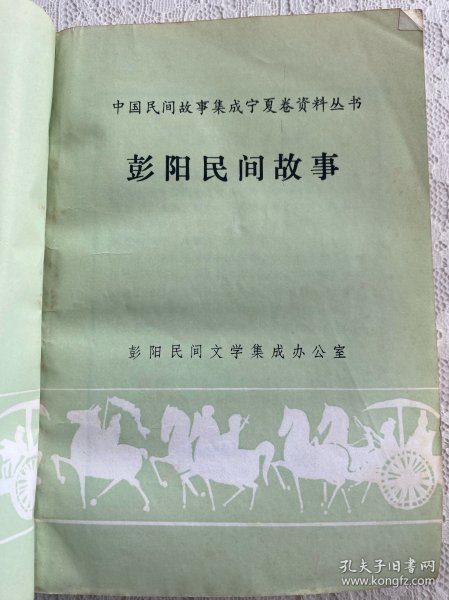 中国民间故事集成宁夏卷资料丛书
彭阳民间故事
彭阳民间文学集成办公室
孔夫子旧书网
www.kongfz.com